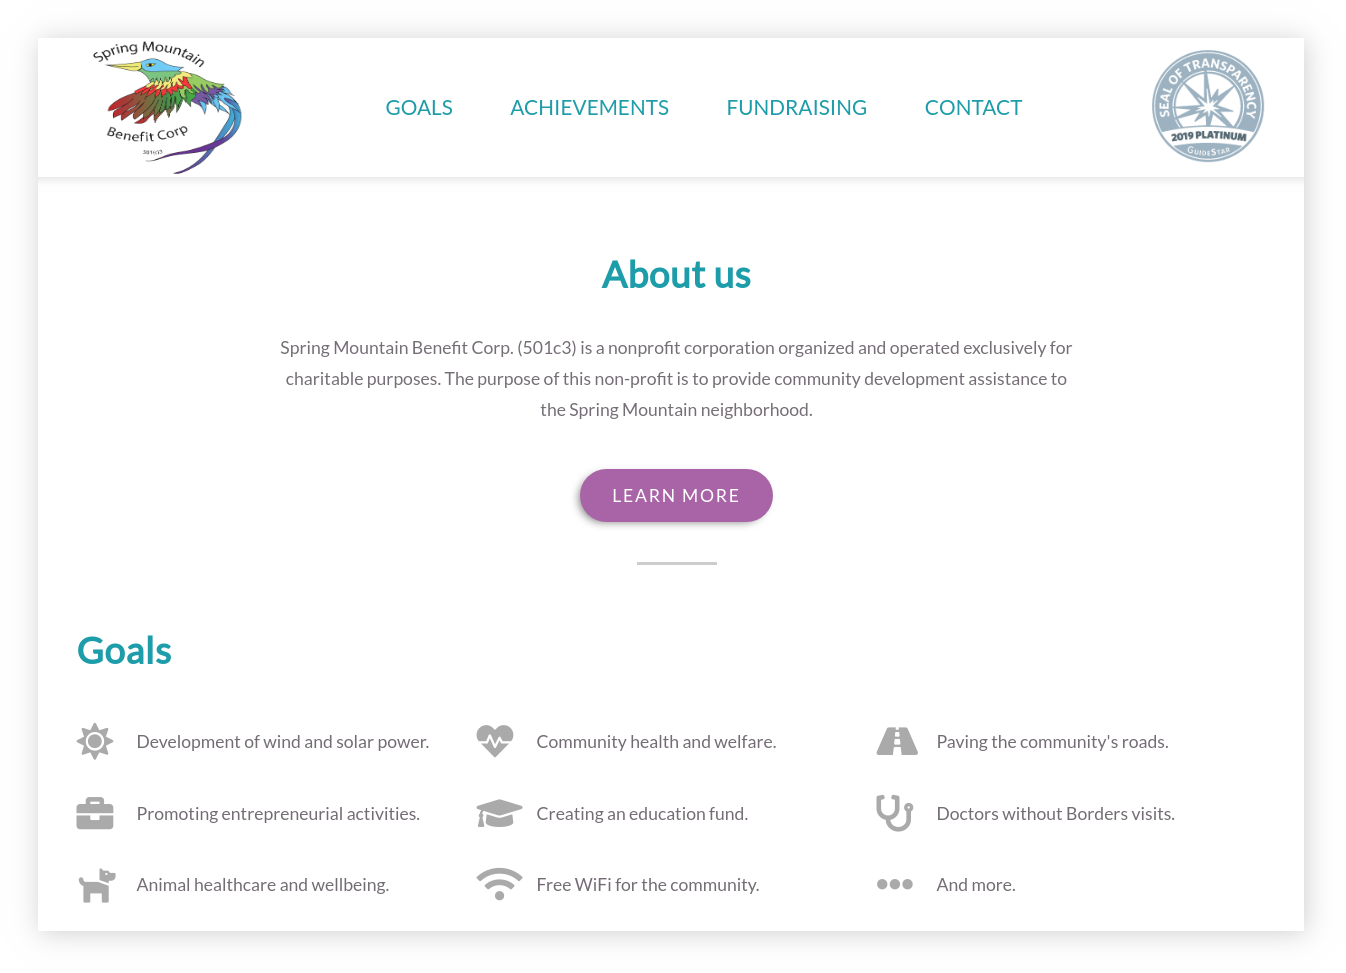 Spring Mountain
Benefit Corp
501(c)3
GOALS
ACHIEVEMENTS
FUNDRAISING
CONTACT
SEAL OF TRANSPARENCY
2019 PLATINUM
GUIDESTAR
About us
Spring Mountain Benefit Corp. (501c3) is a nonprofit corporation organized and operated exclusively for
charitable purposes. The purpose of this non-profit is to provide community development assistance to
the Spring Mountain neighborhood.
LEARN MORE
Goals
Development of wind and solar power.
Community health and welfare.
Paving the community's roads.
Promoting entrepreneurial activities.
Creating an education fund.
Doctors without Borders visits.
Animal healthcare and wellbeing.
Free WiFi for the community.
And more.